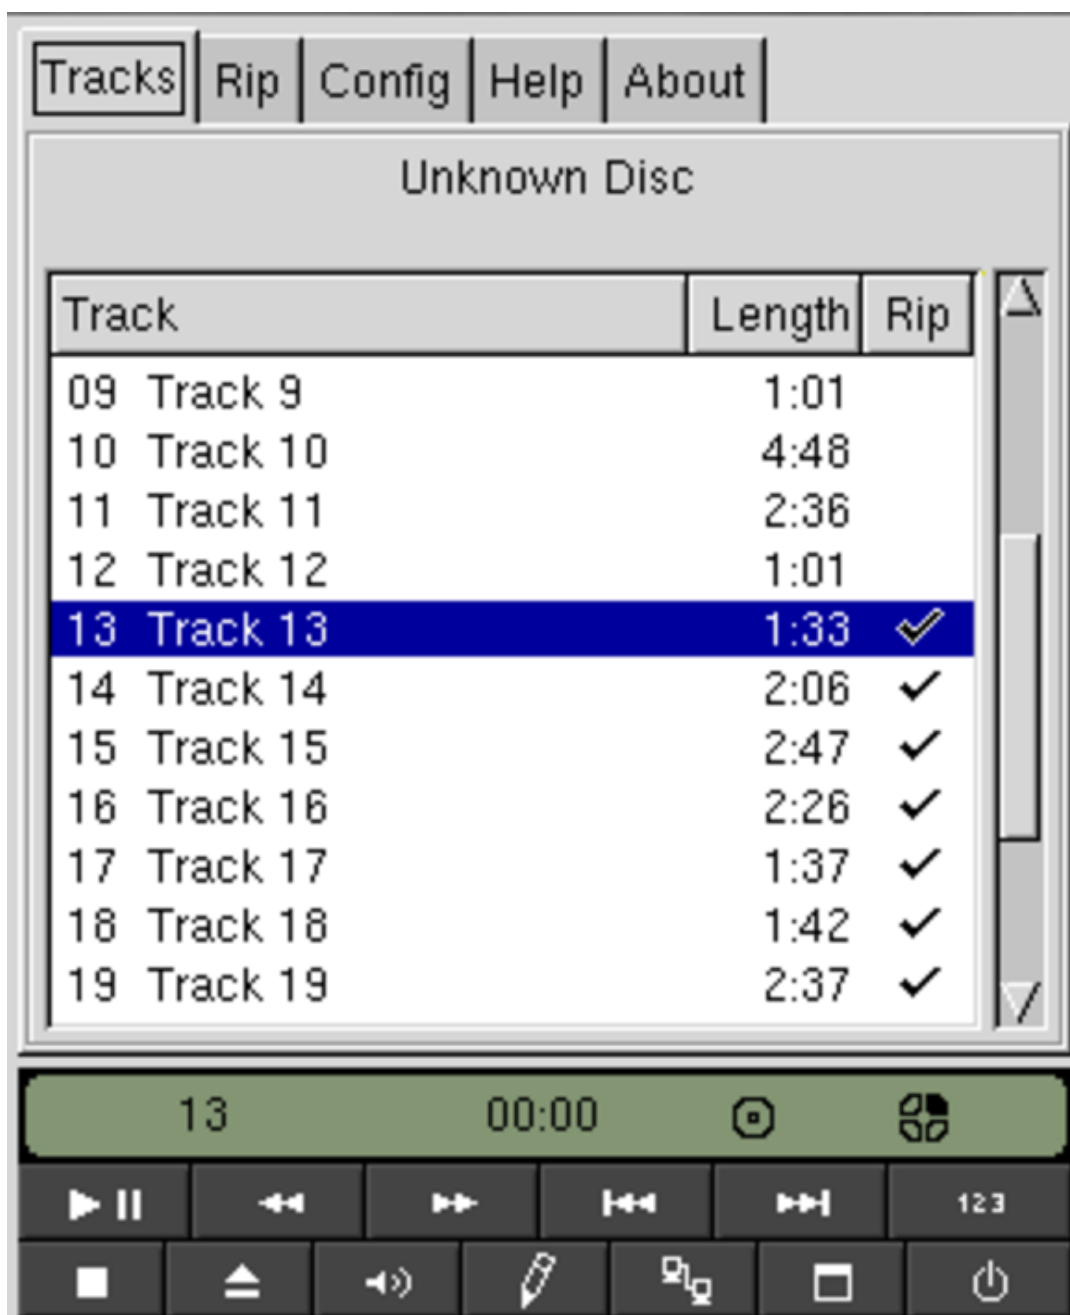 Tracks Rip Config Help About
Unknown Disc
Track Length Rip
09 Track 9 1:01
10 Track 10 4:48
11 Track 11 2:36
12 Track 12 1:01
13 Track 13 1:33
14 Track 14 2:06
15 Track 15 2:47
16 Track 16 2:26
17 Track 17 1:37
18 Track 18 1:42
19 Track 19 2:37
13 00:00
123